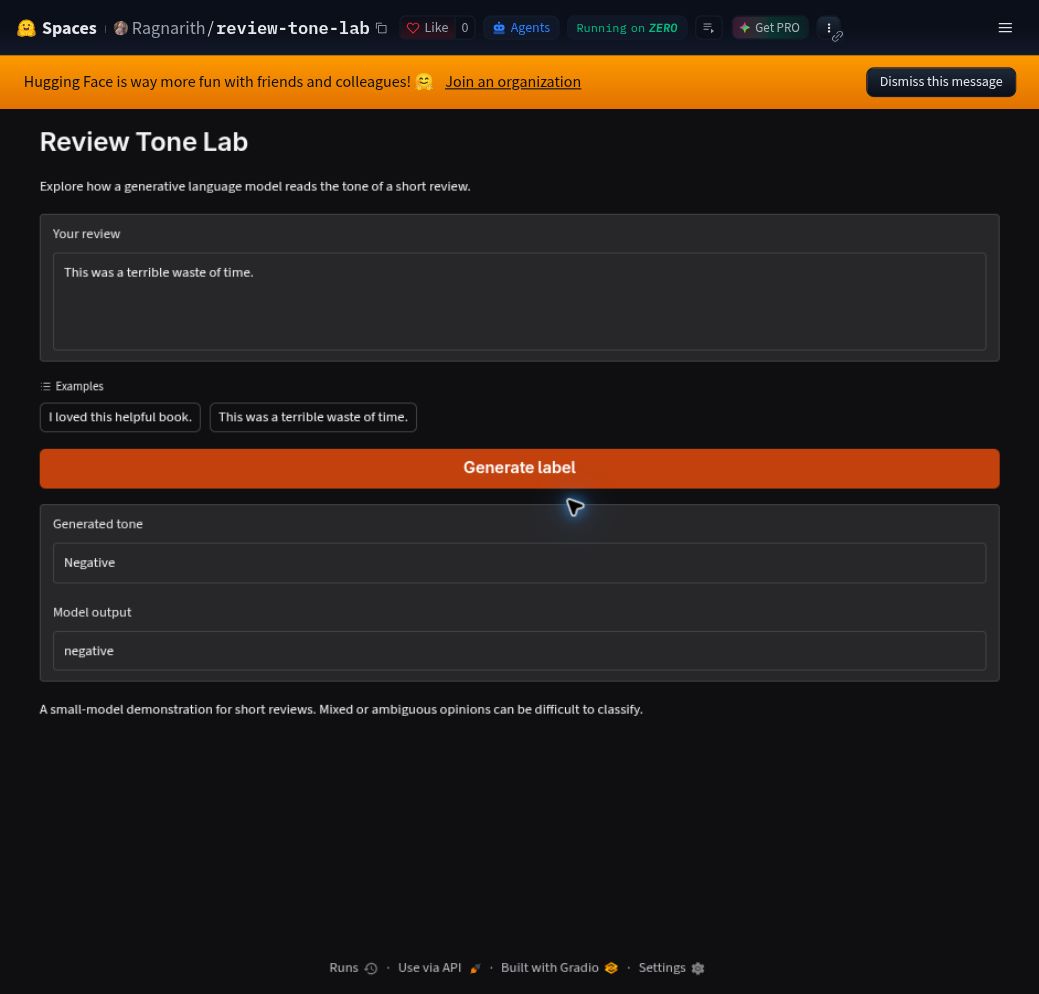 Spaces Ragnarith/review-tone-lab Like 0 Agents Running on ZERO Get PRO
Hugging Face is way more fun with friends and colleagues! Join an organization Dismiss this message
Review Tone Lab
Explore how a generative language model reads the tone of a short review.
Your review
This was a terrible waste of time.
Examples
I loved this helpful book. This was a terrible waste of time.
Generate label
Generated tone
Negative
Model output
negative
A small-model demonstration for short reviews. Mixed or ambiguous opinions can be difficult to classify.
Runs · Use via API · Built with Gradio · Settings